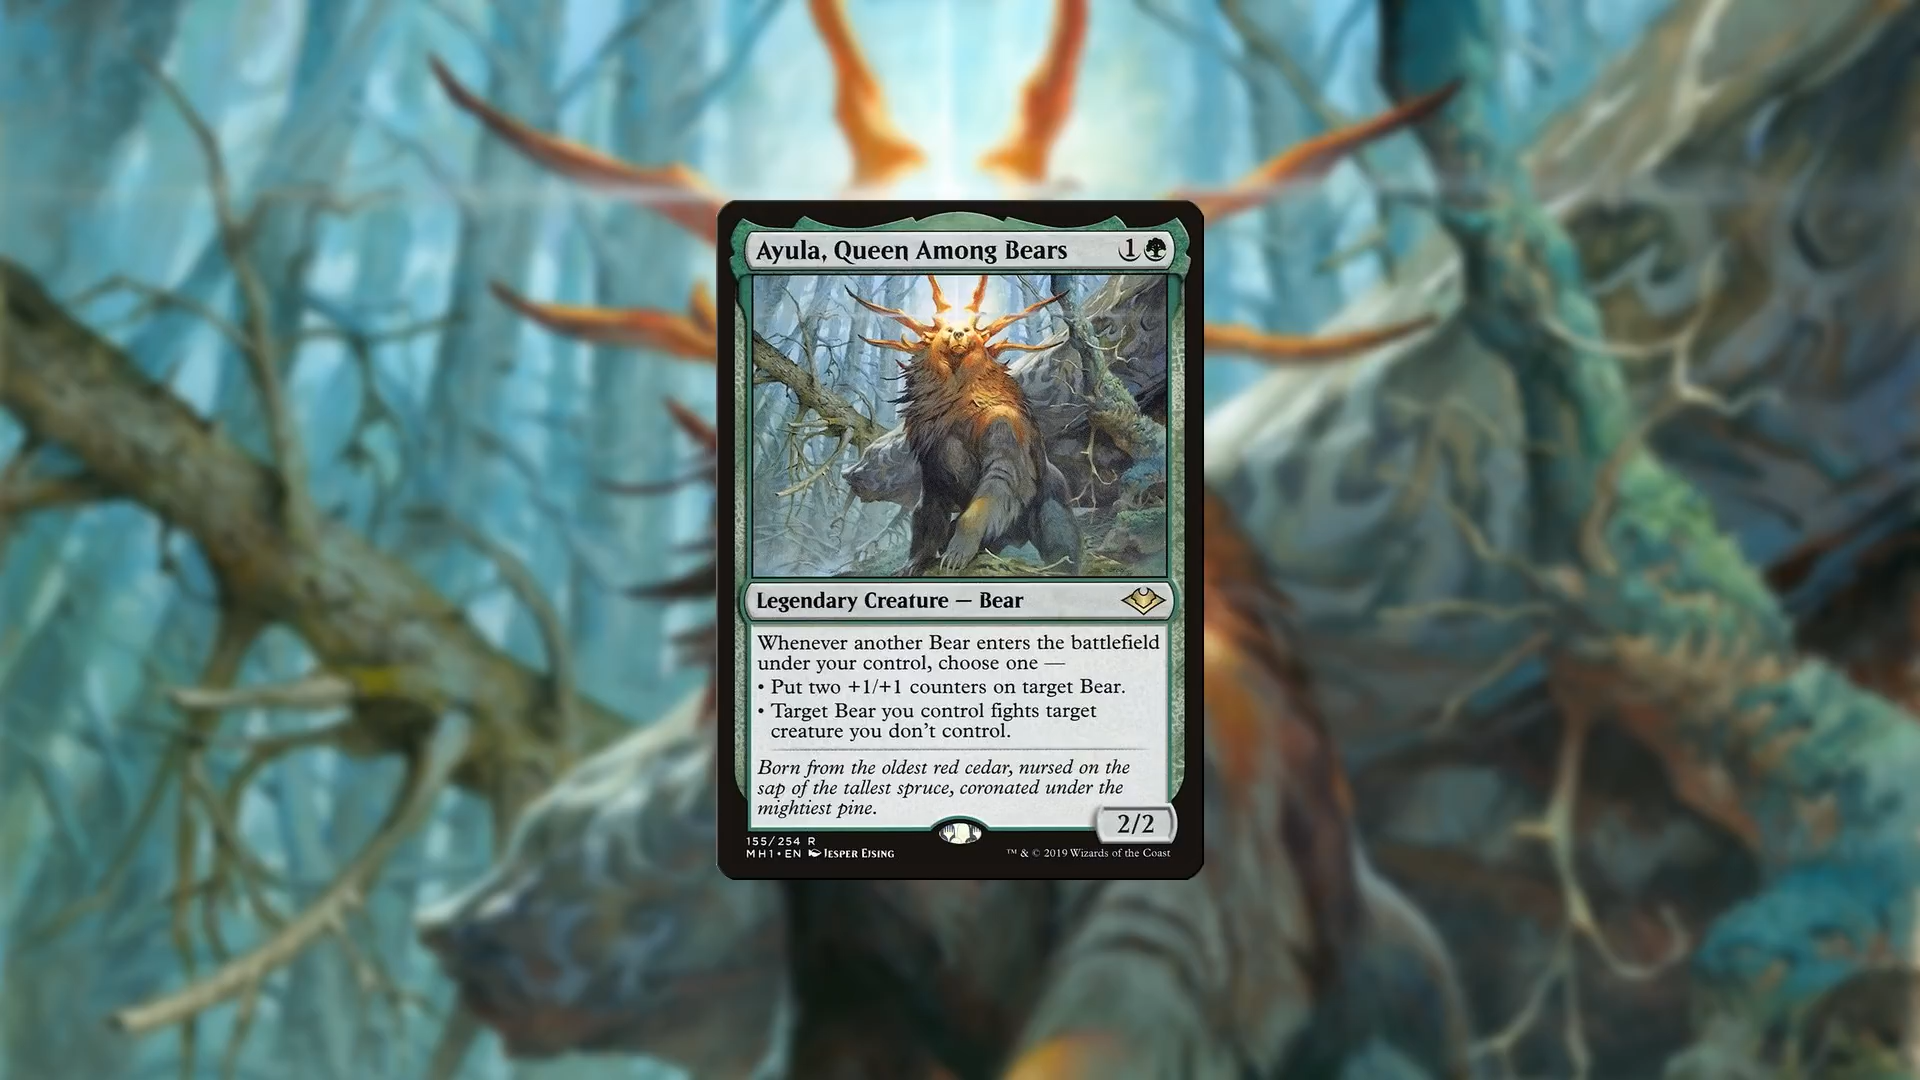 Ayula, Queen Among Bears 1
Legendary Creature — Bear
Whenever another Bear enters the battlefield
under your control, choose one —
• Put two +1/+1 counters on target Bear.
• Target Bear you control fights target
creature you don't control.
Born from the oldest red cedar, nursed on the
sap of the tallest spruce, coronated under the
mightiest pine.
2/2
155/254 R
MH1 • EN Jesper Ejsing
™ & © 2019 Wizards of the Coast